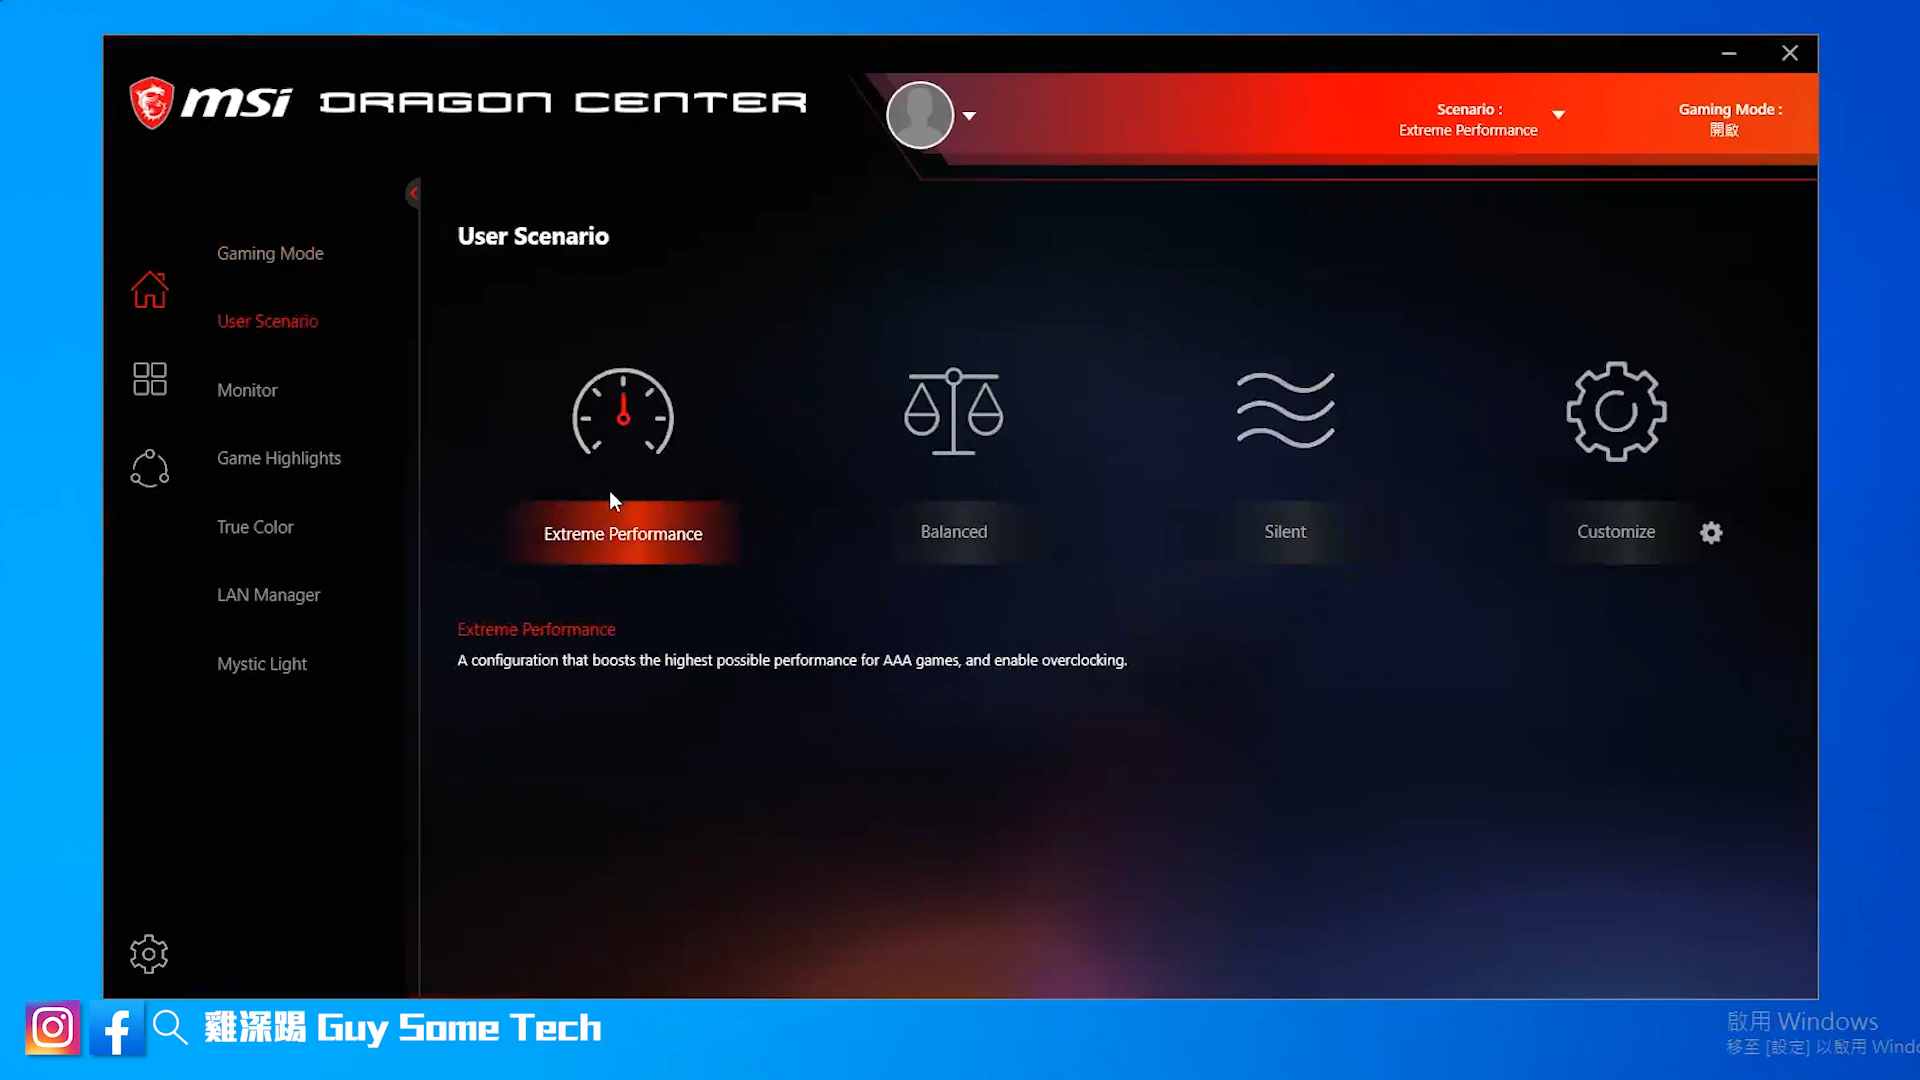 msi DRAGON CENTER
Scenario :
Extreme Performance
Gaming Mode :
開啟
Gaming Mode
User Scenario
Monitor
Game Highlights
True Color
LAN Manager
Mystic Light
User Scenario
Extreme Performance
Balanced
Silent
Customize
Extreme Performance
A configuration that boosts the highest possible performance for AAA games, and enable overclocking.
雞深踢 Guy Some Tech
啟用 Windows
移至 [設定] 以啟用 Windo